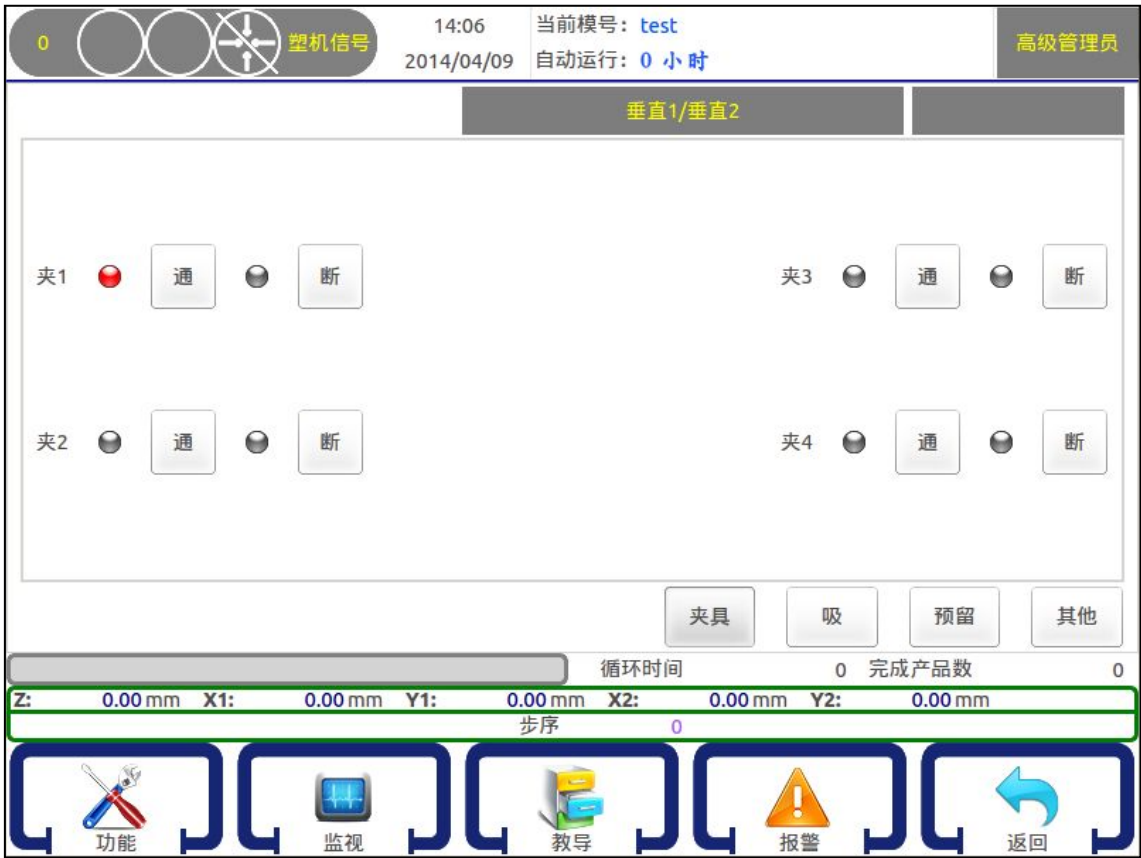 0 塑机信号 14:06 当前模号：test 高级管理员
2014/04/09 自动运行：0 小时
垂直1/垂直2
夹1 通 断 夹3 通 断
夹2 通 断 夹4 通 断
夹具 吸 预留 其他
循环时间 0 完成产品数 0
Z: 0.00 mm X1: 0.00 mm Y1: 0.00 mm X2: 0.00 mm Y2: 0.00 mm
步序 0
功能 监视 教导 报警 返回